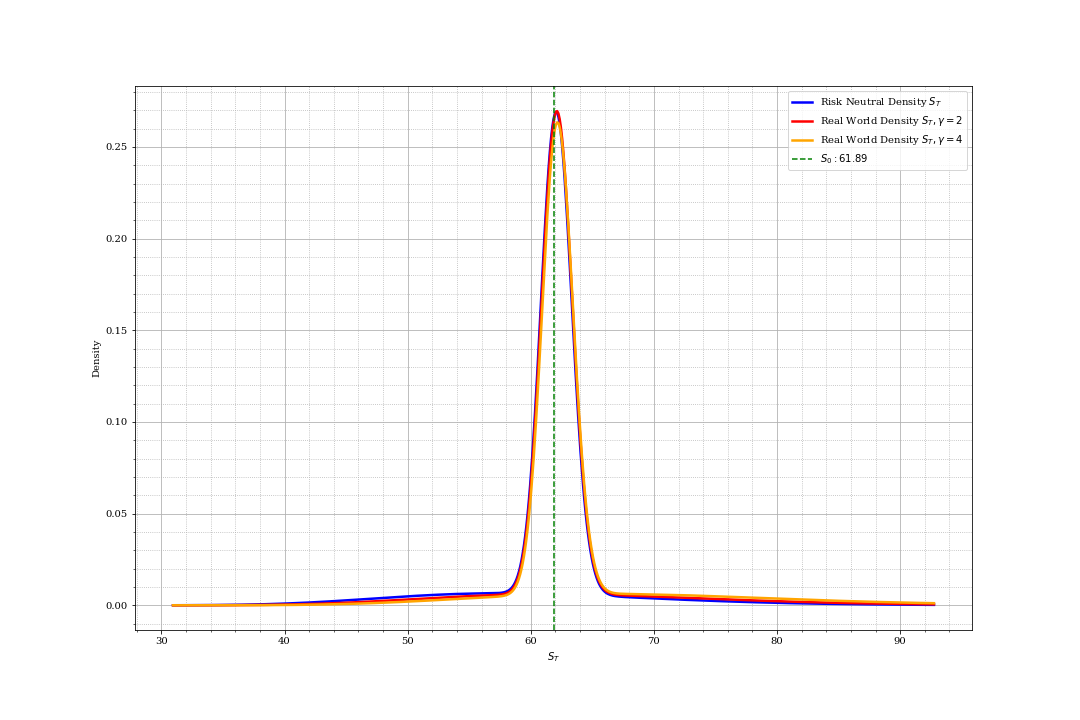 Risk Neutral Density $S_T$
Real World Density $S_T, \gamma = 2$
Real World Density $S_T, \gamma = 4$
$S_0 : 61.89$
Density
0.25
0.20
0.15
0.10
0.05
0.00
30 40 50 60 70 80 90
$S_T$